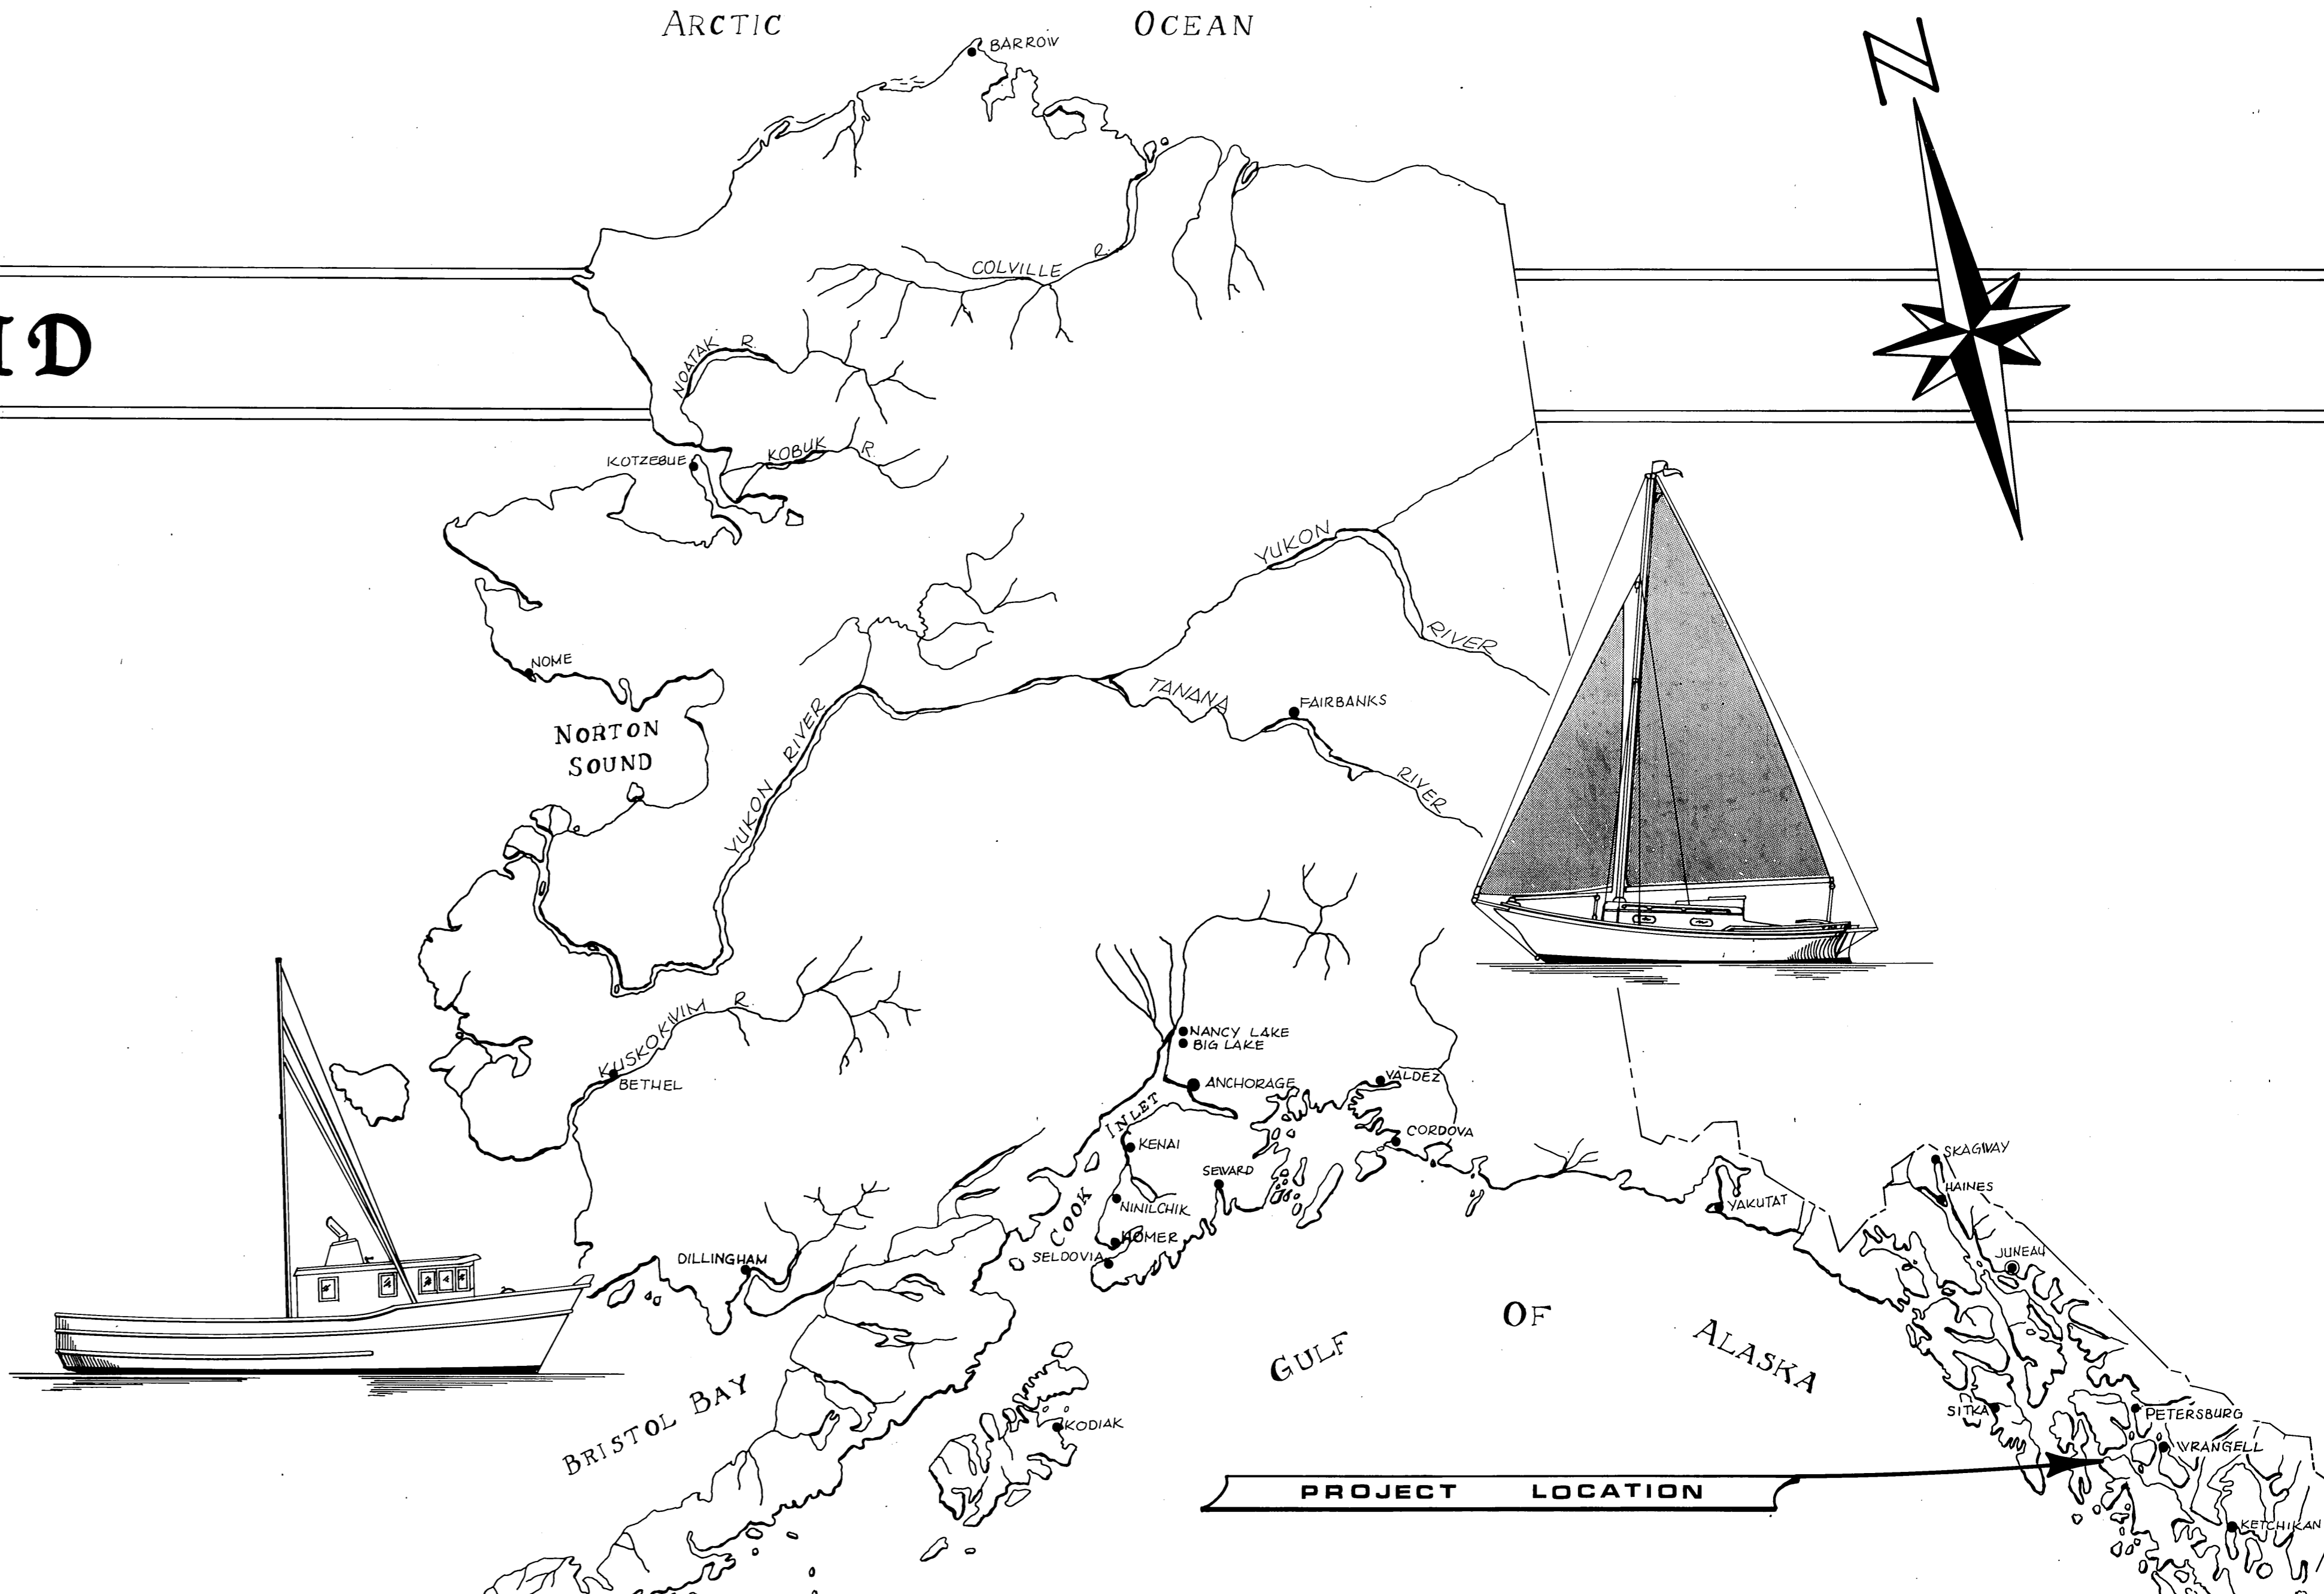 ARCTIC OCEAN
BARROW
N
COLVILLE R.
NOATAK R.
KOBUK R.
KOTZEBUE
YUKON RIVER
NOME
TANANA RIVER
FAIRBANKS
NORTON
SOUND
YUKON RIVER
KUSKOKWIM R.
BETHEL
NANCY LAKE
BIG LAKE
ANCHORAGE
VALDEZ
COOK INLET
KENAI
CORDOVA
SEWARD
SKAGWAY
HAINES
NINILCHIK
YAKUTAT
HOMER
SELDOVIA
JUNEAU
DILLINGHAM
GULF OF ALASKA
BRISTOL BAY
KODIAK
SITKA
PETERSBURG
WRANGELL
PROJECT LOCATION
KETCHIKAN